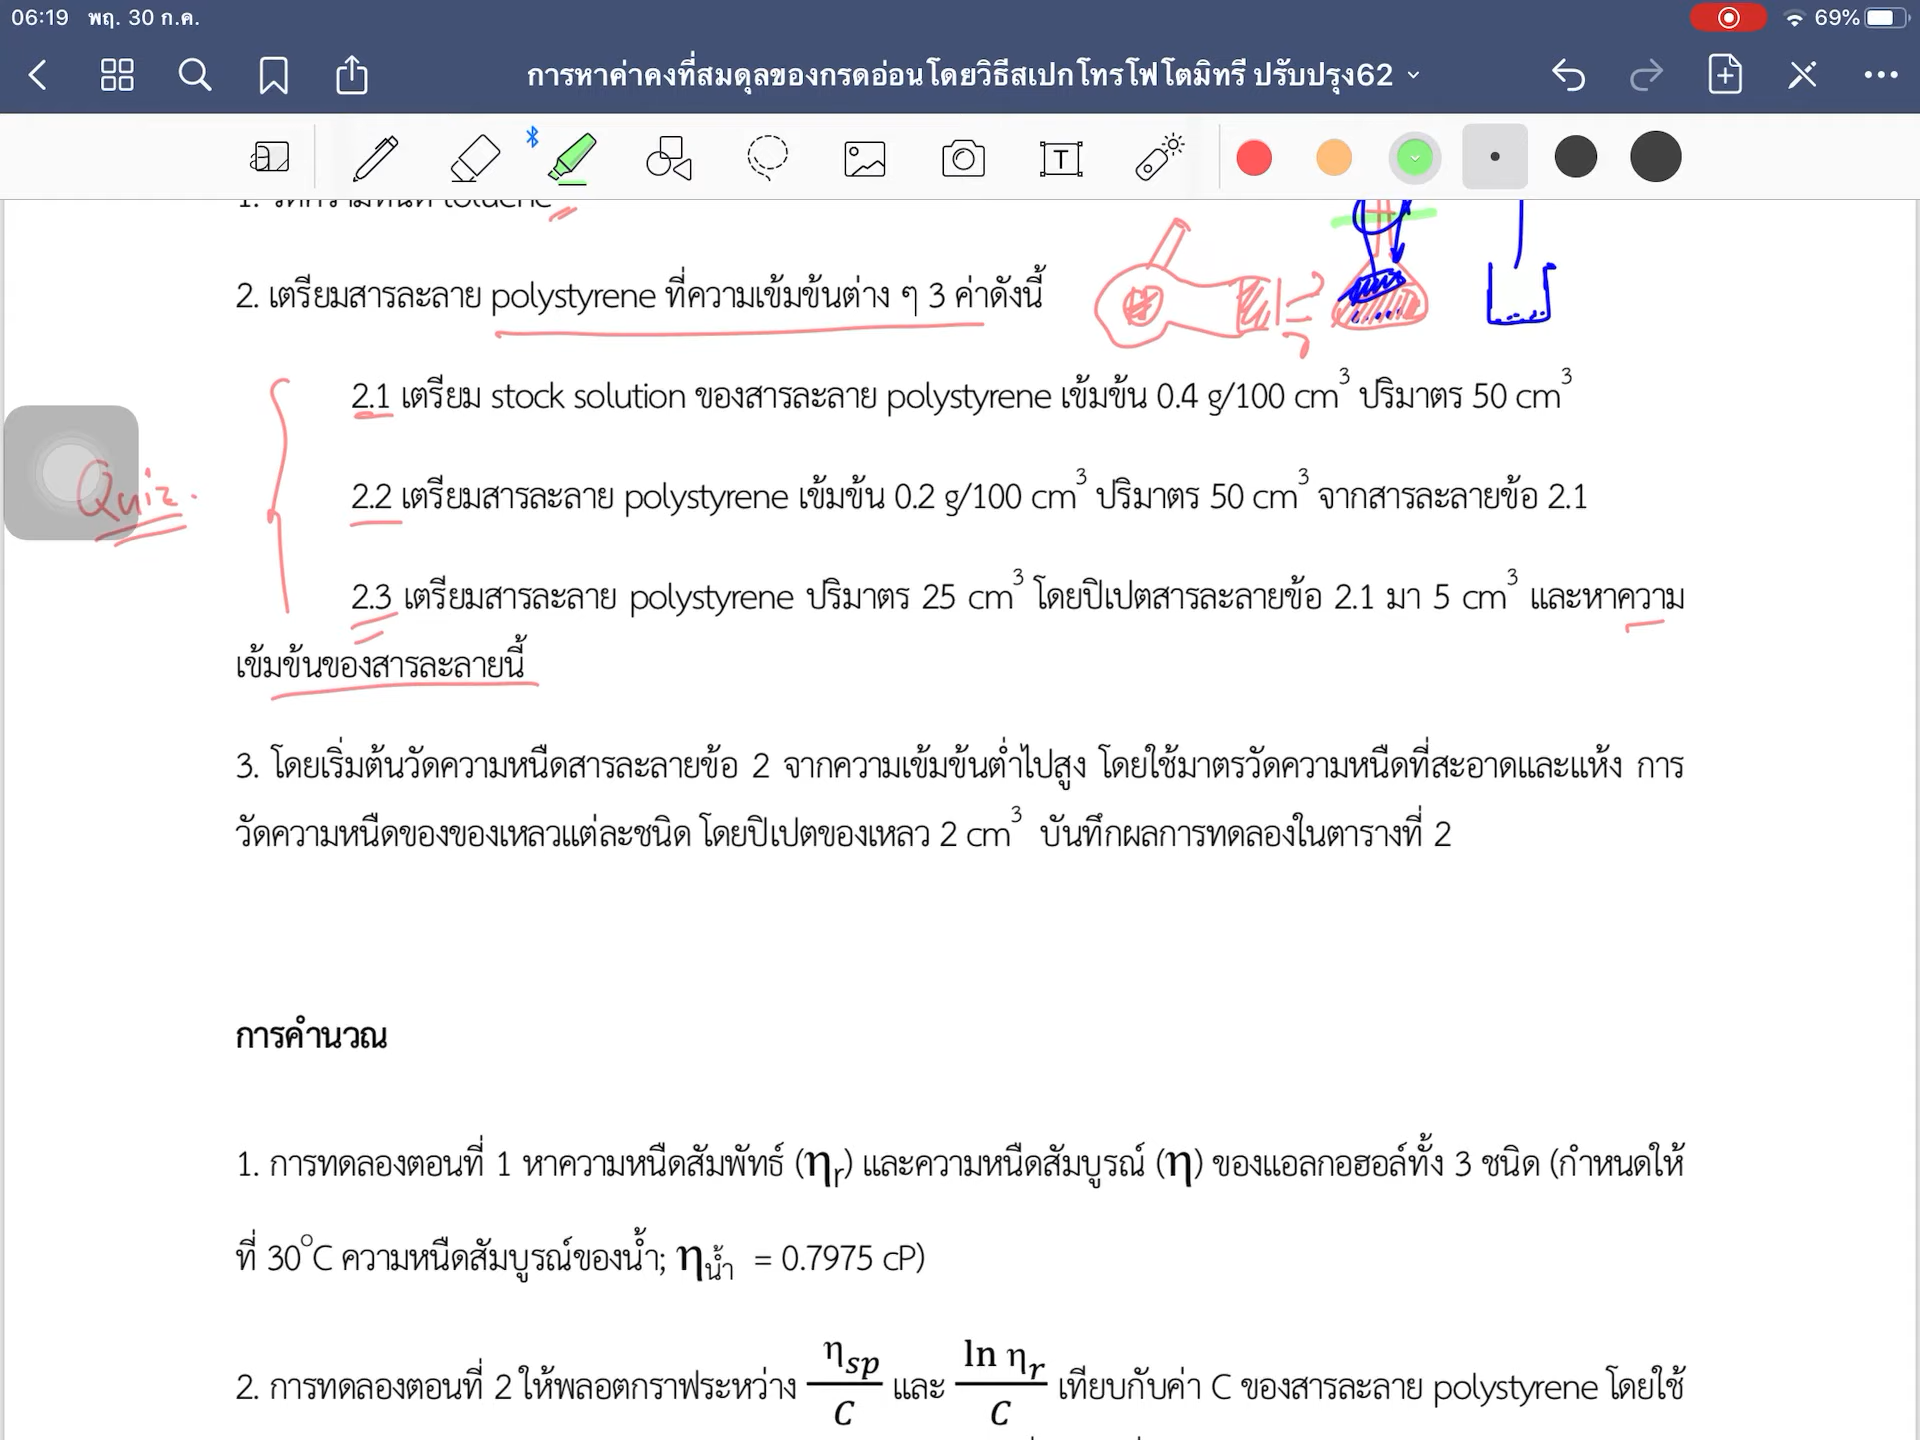 06:19 พฤ. 30 ก.ค.
69%
การหาค่าคงที่สมดุลของกรดอ่อนโดยวิธีสเปกโทรโฟโตมิทรี ปรับปรุง62
1. วัดความหนืด toluene
2. เตรียมสารละลาย polystyrene ที่ความเข้มข้นต่าง ๆ 3 ค่าดังนี้
2.1 เตรียม stock solution ของสารละลาย polystyrene เข้มข้น 0.4 g/100 cm³ ปริมาตร 50 cm³
Quiz.
2.2 เตรียมสารละลาย polystyrene เข้มข้น 0.2 g/100 cm³ ปริมาตร 50 cm³ จากสารละลายข้อ 2.1
2.3 เตรียมสารละลาย polystyrene ปริมาตร 25 cm³ โดยปิเปตสารละลายข้อ 2.1 มา 5 cm³ และหาความ
เข้มข้นของสารละลายนี้
3. โดยเริ่มต้นวัดความหนืดสารละลายข้อ 2 จากความเข้มข้นต่ำไปสูง โดยใช้มาตรวัดความหนืดที่สะอาดและแห้ง การ
วัดความหนืดของของเหลวแต่ละชนิด โดยปิเปตของเหลว 2 cm³ บันทึกผลการทดลองในตารางที่ 2
การคำนวณ
1. การทดลองตอนที่ 1 หาความหนืดสัมพัทธ์ (ηr) และความหนืดสัมบูรณ์ (η) ของแอลกอฮอล์ทั้ง 3 ชนิด (กำหนดให้
ที่ 30°C ความหนืดสัมบูรณ์ของน้ำ; ηน้ำ = 0.7975 cP)
2. การทดลองตอนที่ 2 ให้พลอตกราฟระหว่าง ηsp/C และ ln ηr/C เทียบกับค่า C ของสารละลาย polystyrene โดยใช้